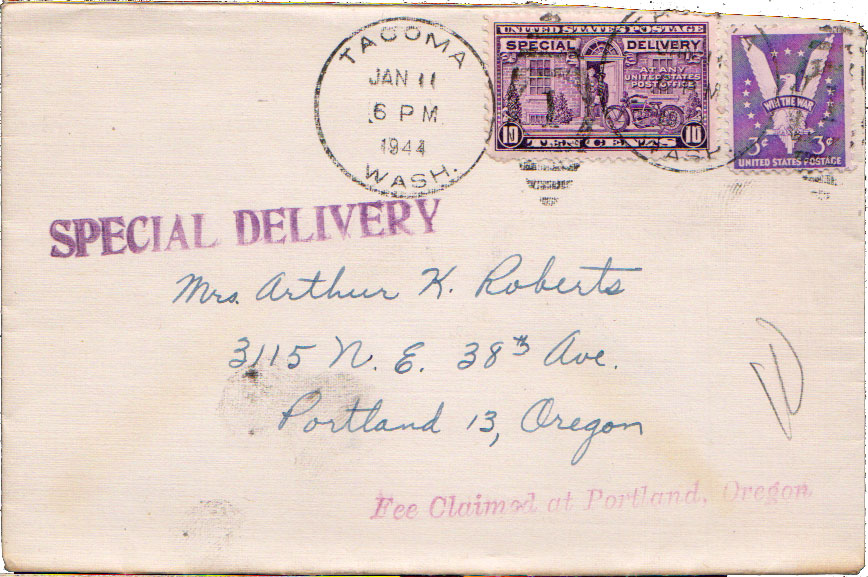 TACOMA
JAN 11
6 PM
1944
WASH.
UNITED STATES POSTAGE
SPECIAL DELIVERY
AT ANY
UNITED STATES
POST OFFICE
10 10
TEN CENTS
WIN THE WAR
3¢ 3¢
UNITED STATES POSTAGE
SPECIAL DELIVERY
Mrs. Arthur K. Roberts
3115 N. E. 38th Ave.
Portland 13, Oregon
Fee Claimed at Portland, Oregon